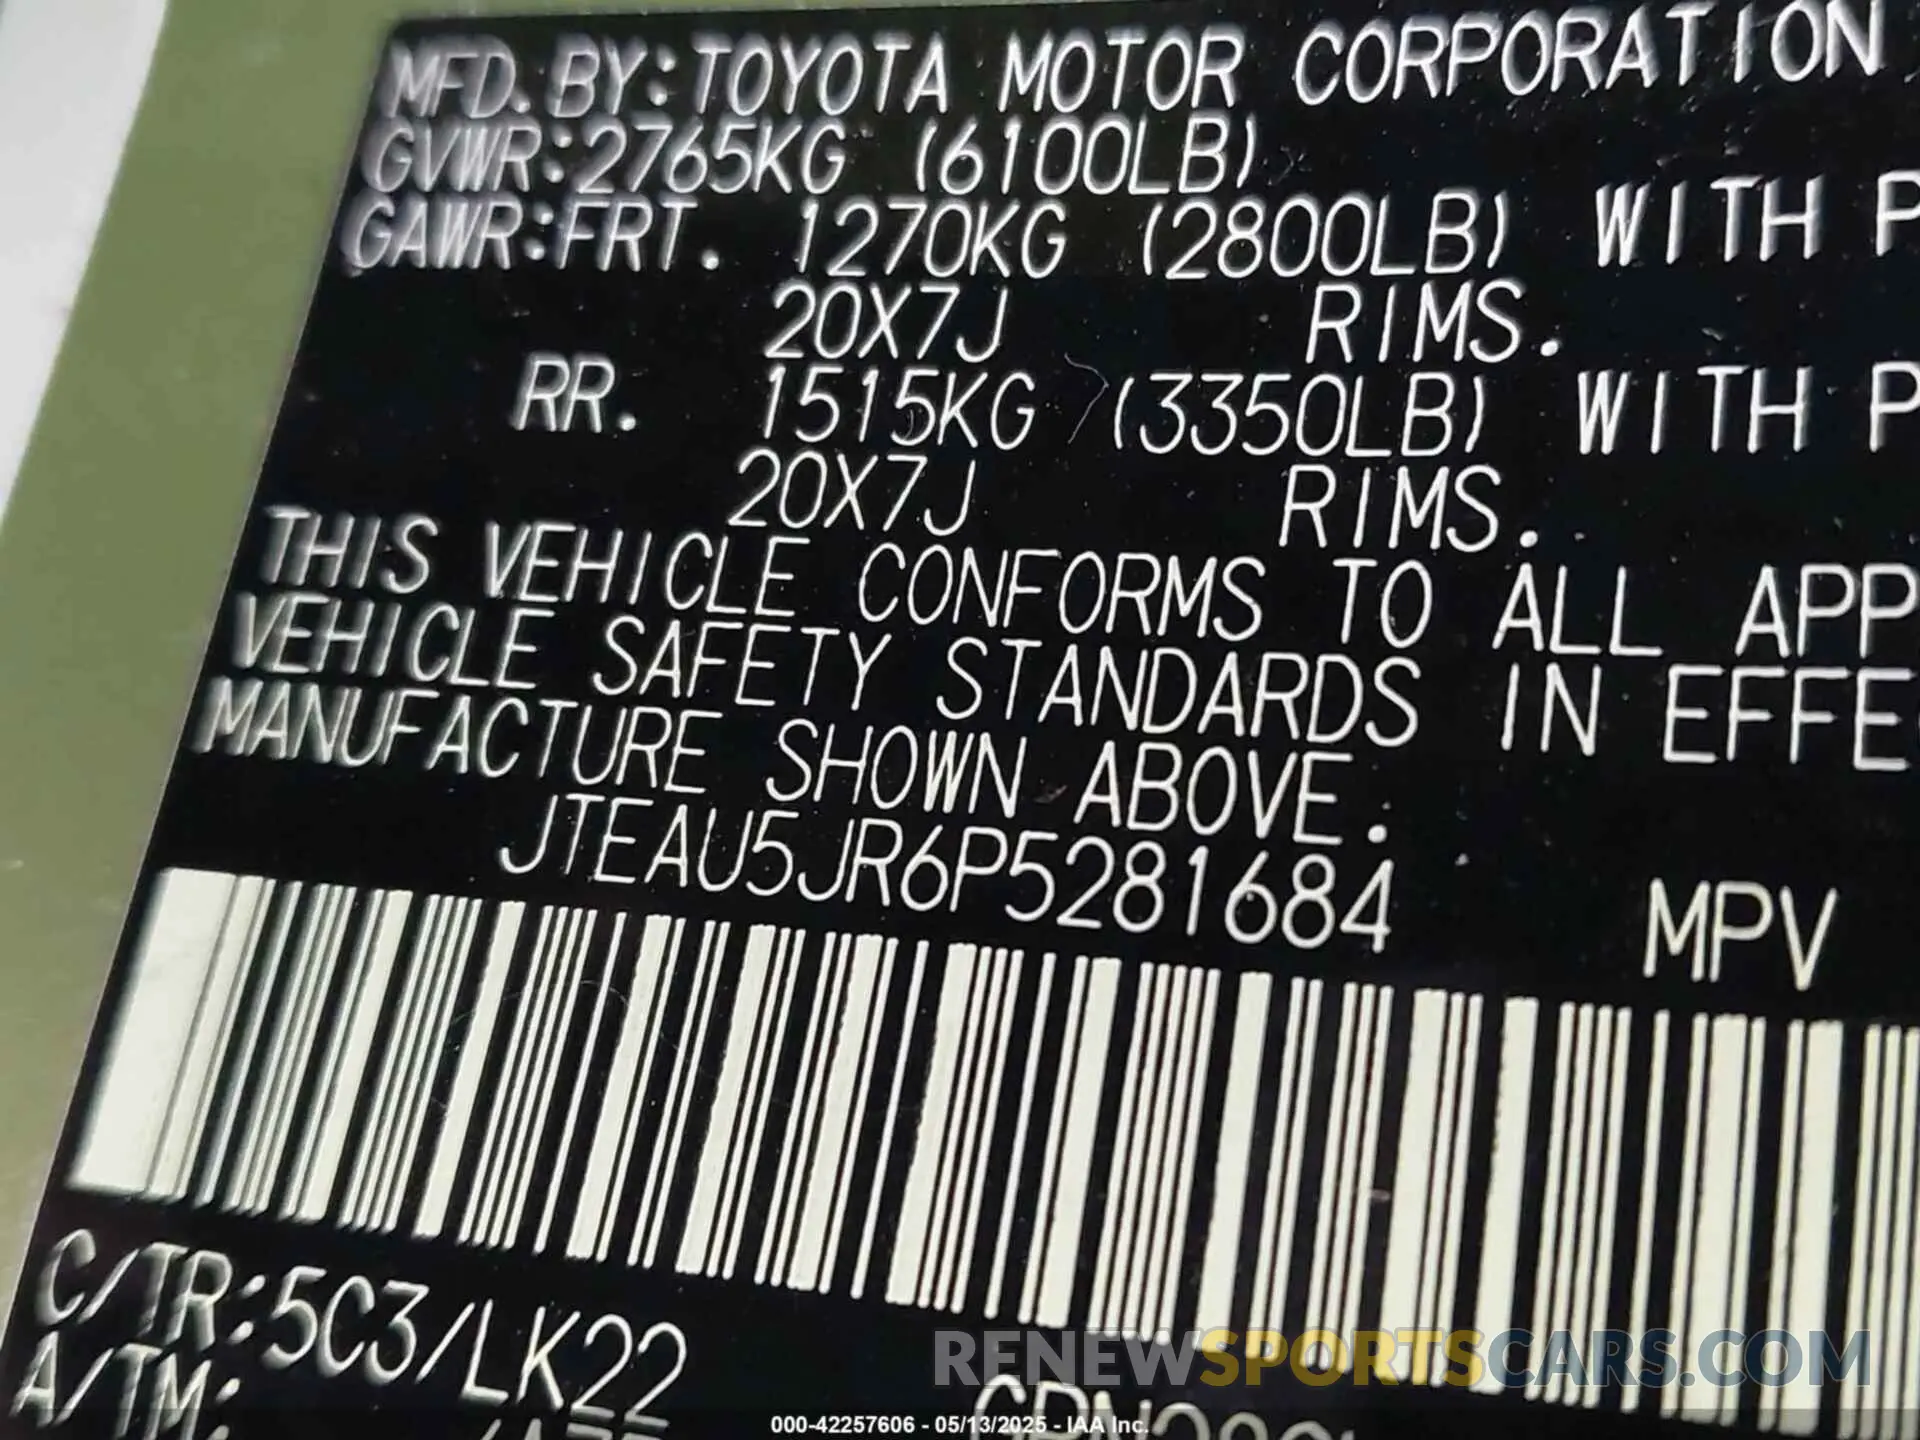 MFD. BY: TOYOTA MOTOR CORPORATION
GVWR: 2765KG (6100LB)
GAWR: FRT. 1270KG (2800LB) WITH P
20X7J RIMS.
RR. 1515KG (3350LB) WITH P
20X7J RIMS.
THIS VEHICLE CONFORMS TO ALL APP
VEHICLE SAFETY STANDARDS IN EFFE
MANUFACTURE SHOWN ABOVE.
JTEAU5JR6P5281684 MPV
C/TR: 5C3/LK22
A/TM:
RENEWSPORTSCARS.COM
000-42257606 - 05/13/2025 - IAA Inc.